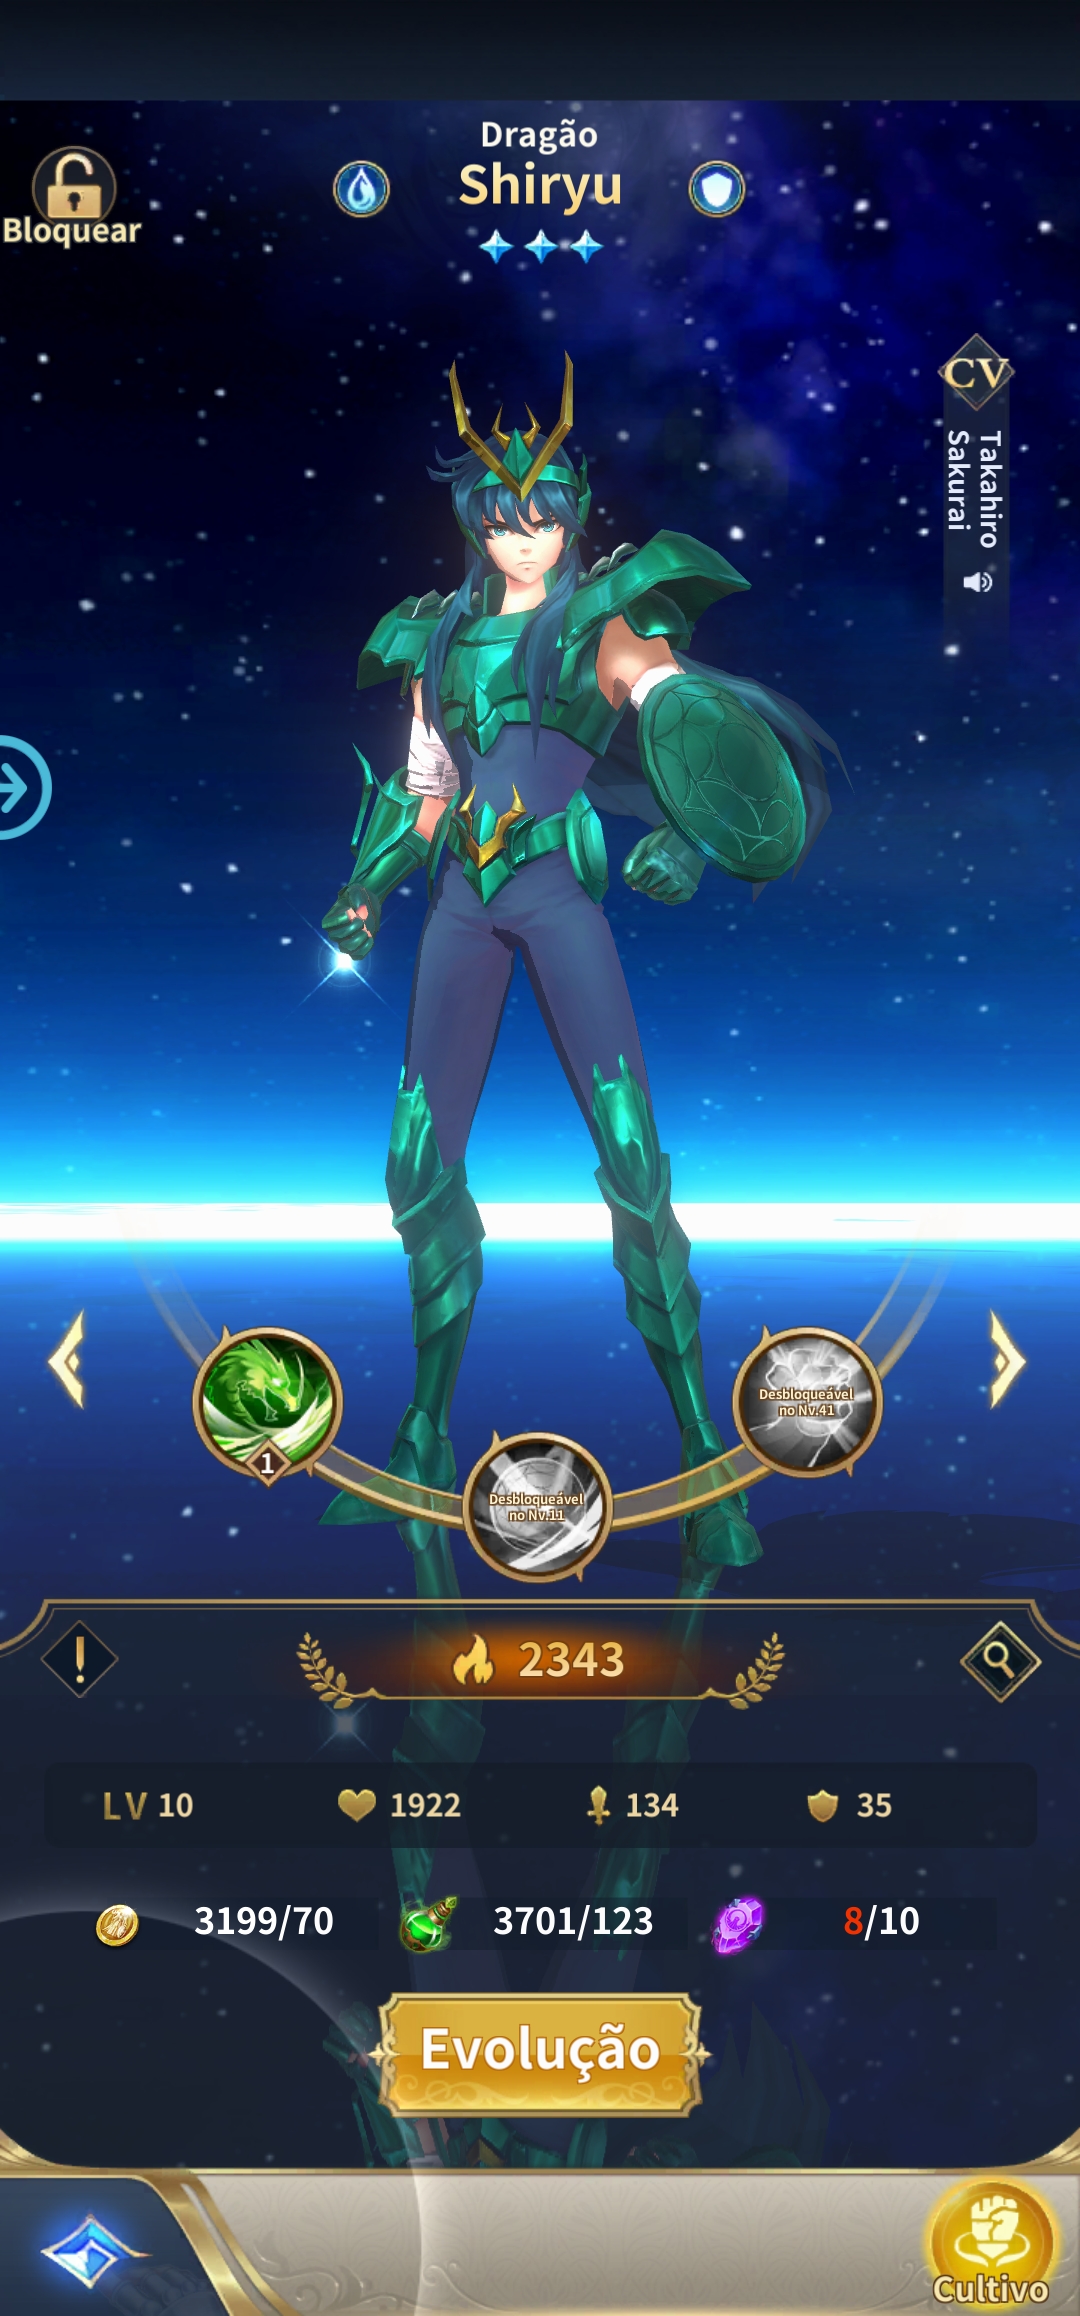 Dragão
Shiryu
Bloquear
CV
Takahiro
Sakurai
1
Desbloqueável
no Nv.11
Desbloqueável
no Nv.41
2343
LV 10
1922
134
35
3199/70
3701/123
8/10
Evolução
Cultivo